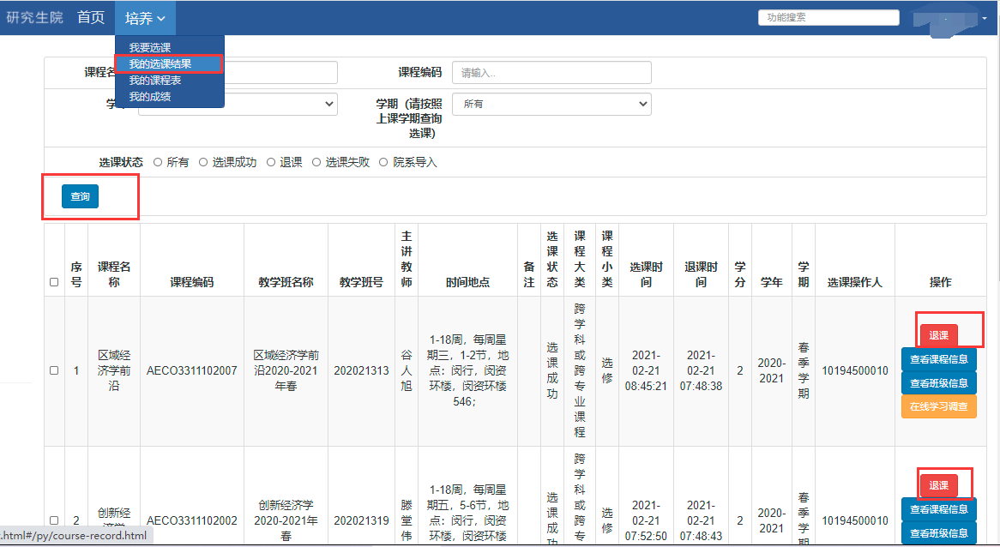 研究生院 首页 培养 功能搜索
我要选课
我的选课结果
我的课程表
我的成绩
课程名
课程编码 请输入..
学
学期（请按照
上课学期查询
选课)
所有
选课状态 所有 选课成功 退课 选课失败 院系导入
查询
序号 课程名称 课程编码 教学班名称 教学班号 主讲教师 时间地点 备注 选课状态 课程大类 课程小类 选课时间 退课时间 学分 学年 学期 选课操作人 操作
1
区域经
济学前
沿
AECO3311102007
区域经济学前
沿2020-2021
年春
202021313
谷
人
旭
1-18周，每周星
期三，1-2节，地
点：闵行，闵资
环楼，闵资环楼
546；
选
课
成
功
跨
学
科
或
跨
专
业
课
程
选
修
2021-
02-21
08:45:21
2021-
02-21
07:48:38
2
2020-
2021
春
季
学
期
10194500010
退课
查看课程信息
查看班级信息
在线学习调查
2
创新经
济学
AECO3311102002
创新经济学
2020-2021年
春
202021319
滕
堂
伟
1-18周，每周星
期五，5-6节，地
点：闵行，闵资
环楼，闵资环楼
选
课
成
功
跨
学
科
或
跨
专
选
修
2021-
02-21
07:52:50
2021-
02-21
07:48:43
2
2020-
2021
春
季
学
期
10194500010
退课
查看课程信息
查看班级信息
:.html#/py/course-record.html